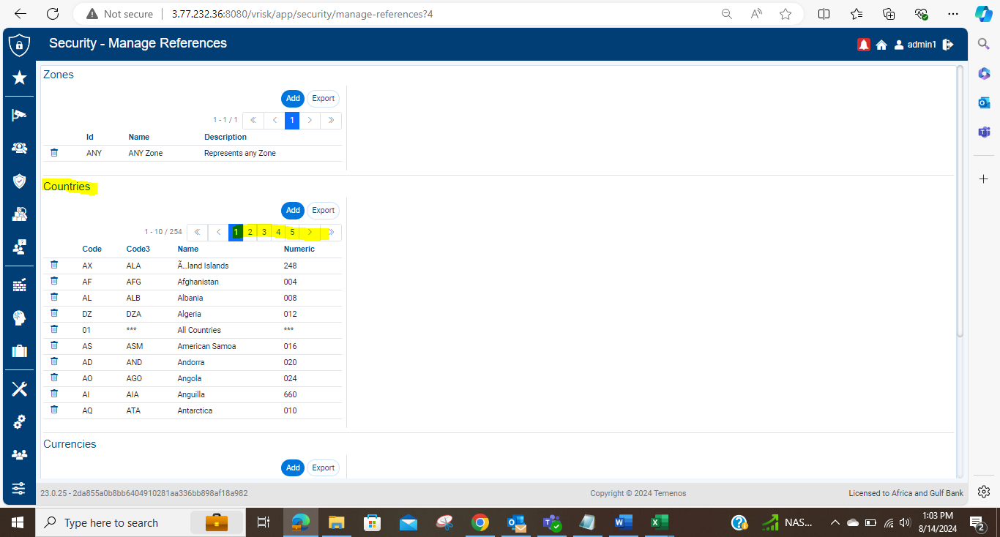 Not secure 3.77.232.36:8080/vrisk/app/security/manage-references?4
Security - Manage References
admin1
Zones
Add Export
1 - 1 / 1 « < 1 > »
Id Name Description
ANY ANY Zone Represents any Zone
Countries
Add Export
1 - 10 / 254 « < 1 2 3 4 5 > »
Code Code3 Name Numeric
AX ALA Ã…land Islands 248
AF AFG Afghanistan 004
AL ALB Albania 008
DZ DZA Algeria 012
01 *** All Countries ***
AS ASM American Samoa 016
AD AND Andorra 020
AO AGO Angola 024
AI AIA Anguilla 660
AQ ATA Antarctica 010
Currencies
Add Export
23.0.25 - 2da855a0b8bb6404910281aa336bb898af18a982 Copyright © 2024 Temenos Licensed to Africa and Gulf Bank
Type here to search
NAS...
1:03 PM
8/14/2024
2